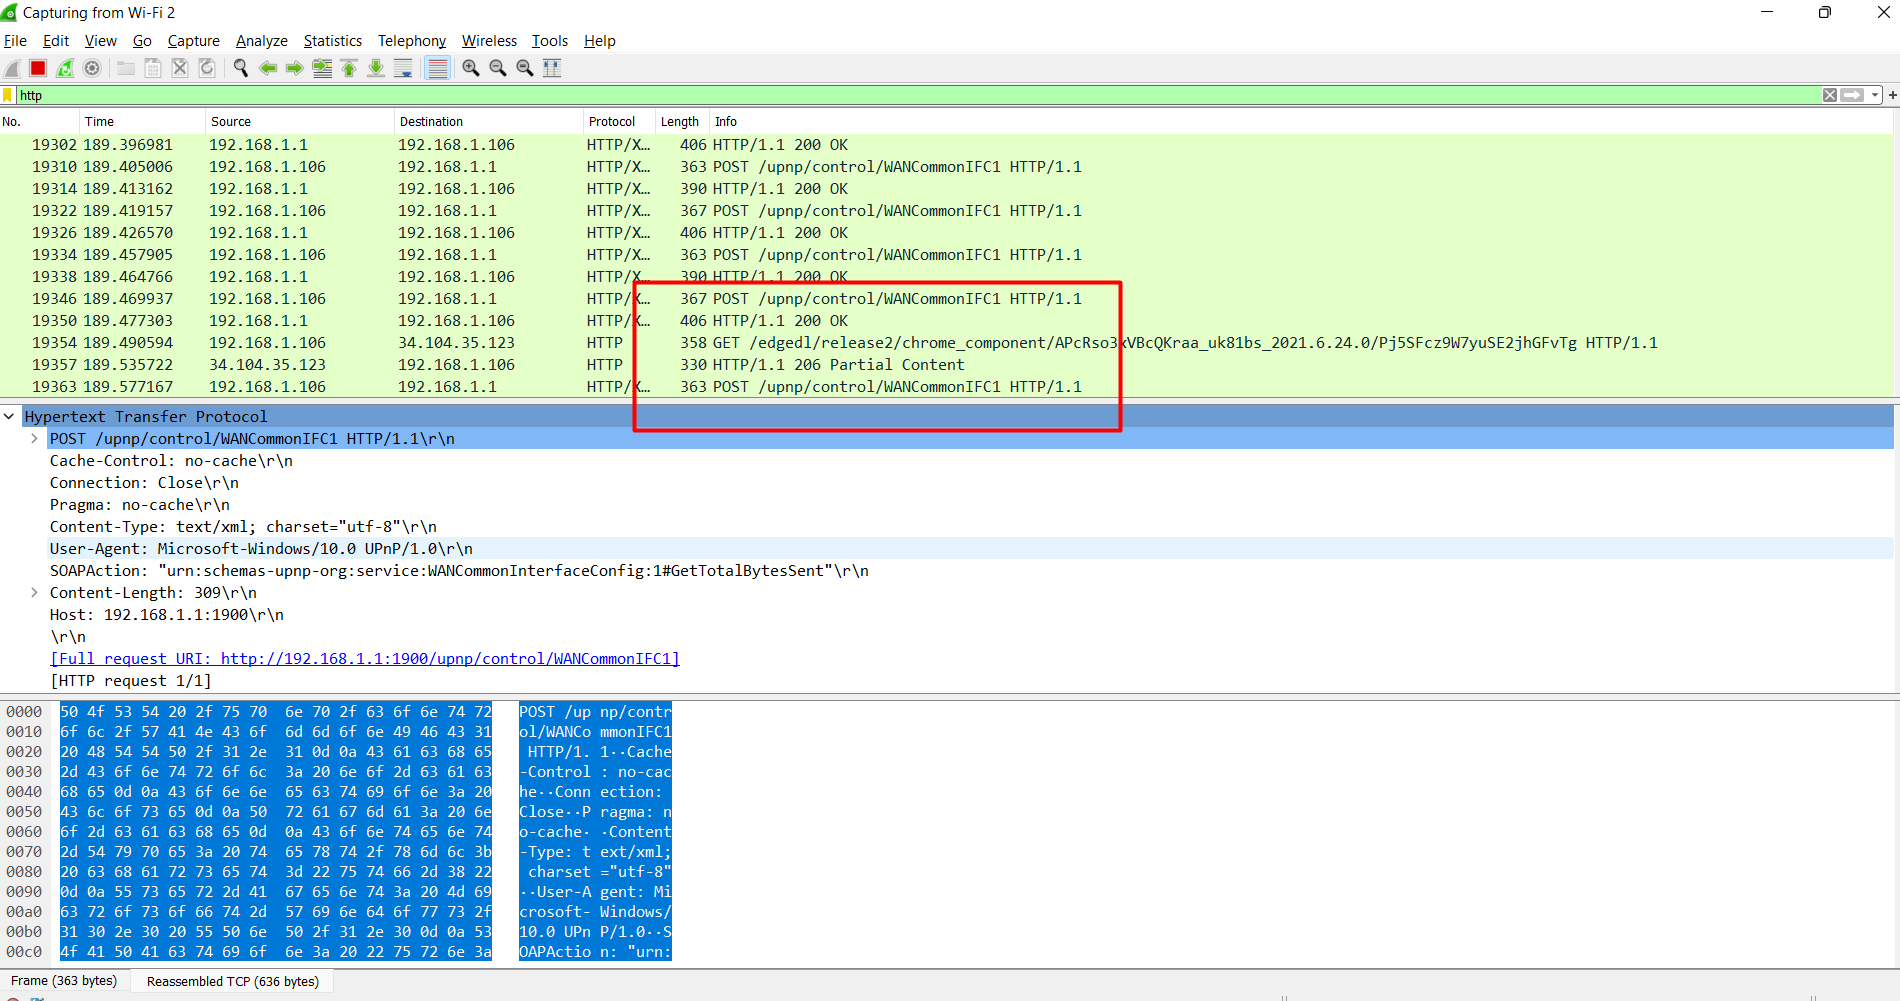 Capturing from Wi-Fi 2
File Edit View Go Capture Analyze Statistics Telephony Wireless Tools Help
http
No. Time Source Destination Protocol Length Info
19302 189.396981 192.168.1.1 192.168.1.106 HTTP/X… 406 HTTP/1.1 200 OK
19310 189.405006 192.168.1.106 192.168.1.1 HTTP/X… 363 POST /upnp/control/WANCommonIFC1 HTTP/1.1
19314 189.413162 192.168.1.1 192.168.1.106 HTTP/X… 390 HTTP/1.1 200 OK
19322 189.419157 192.168.1.106 192.168.1.1 HTTP/X… 367 POST /upnp/control/WANCommonIFC1 HTTP/1.1
19326 189.426570 192.168.1.1 192.168.1.106 HTTP/X… 406 HTTP/1.1 200 OK
19334 189.457905 192.168.1.106 192.168.1.1 HTTP/X… 363 POST /upnp/control/WANCommonIFC1 HTTP/1.1
19338 189.464766 192.168.1.1 192.168.1.106 HTTP/X… 390 HTTP/1.1 200 OK
19346 189.469937 192.168.1.106 192.168.1.1 HTTP/X… 367 POST /upnp/control/WANCommonIFC1 HTTP/1.1
19350 189.477303 192.168.1.1 192.168.1.106 HTTP/X… 406 HTTP/1.1 200 OK
19354 189.490594 192.168.1.106 34.104.35.123 HTTP 358 GET /edgedl/release2/chrome_component/APcRso3xVBcQKraa_uk81bs_2021.6.24.0/Pj5SFcz9W7yuSE2jhGFvTg HTTP/1.1
19357 189.535722 34.104.35.123 192.168.1.106 HTTP 330 HTTP/1.1 206 Partial Content
19363 189.577167 192.168.1.106 192.168.1.1 HTTP/X… 363 POST /upnp/control/WANCommonIFC1 HTTP/1.1
Hypertext Transfer Protocol
POST /upnp/control/WANCommonIFC1 HTTP/1.1\r\n
Cache-Control: no-cache\r\n
Connection: Close\r\n
Pragma: no-cache\r\n
Content-Type: text/xml; charset="utf-8"\r\n
User-Agent: Microsoft-Windows/10.0 UPnP/1.0\r\n
SOAPAction: "urn:schemas-upnp-org:service:WANCommonInterfaceConfig:1#GetTotalBytesSent"\r\n
Content-Length: 309\r\n
Host: 192.168.1.1:1900\r\n
\r\n
[Full request URI: http://192.168.1.1:1900/upnp/control/WANCommonIFC1]
[HTTP request 1/1]
0000 50 4f 53 54 20 2f 75 70 6e 70 2f 63 6f 6e 74 72 POST /up np/contr
0010 6f 6c 2f 57 41 4e 43 6f 6d 6d 6f 6e 49 46 43 31 ol/WANCo mmonIFC1
0020 20 48 54 54 50 2f 31 2e 31 0d 0a 43 61 63 68 65 HTTP/1. 1··Cache
0030 2d 43 6f 6e 74 72 6f 6c 3a 20 6e 6f 2d 63 61 63 -Control : no-cac
0040 68 65 0d 0a 43 6f 6e 6e 65 63 74 69 6f 6e 3a 20 he··Conn ection:
0050 43 6c 6f 73 65 0d 0a 50 72 61 67 6d 61 3a 20 6e Close··P ragma: n
0060 6f 2d 63 61 63 68 65 0d 0a 43 6f 6e 74 65 6e 74 o-cache· ·Content
0070 2d 54 79 70 65 3a 20 74 65 78 74 2f 78 6d 6c 3b -Type: t ext/xml;
0080 20 63 68 61 72 73 65 74 3d 22 75 74 66 2d 38 22 charset ="utf-8"
0090 0d 0a 55 73 65 72 2d 41 67 65 6e 74 3a 20 4d 69 ··User-A gent: Mi
00a0 63 72 6f 73 6f 66 74 2d 57 69 6e 64 6f 77 73 2f crosoft- Windows/
00b0 31 30 2e 30 20 55 50 6e 50 2f 31 2e 30 0d 0a 53 10.0 UPn P/1.0··S
00c0 4f 41 50 41 63 74 69 6f 6e 3a 20 22 75 72 6e 3a OAPActio n: "urn:
Frame (363 bytes) Reassembled TCP (636 bytes)